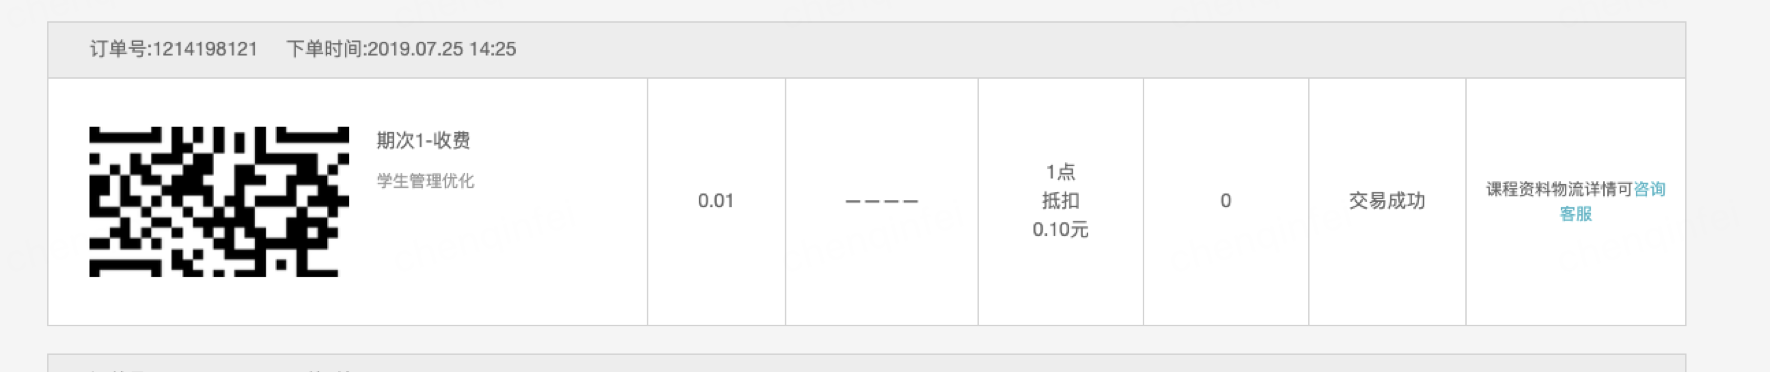 订单号:1214198121 下单时间:2019.07.25 14:25
期次1-收费
学生管理优化
0.01
————
1点
抵扣
0.10元
0
交易成功
课程资料物流详情可咨询
客服